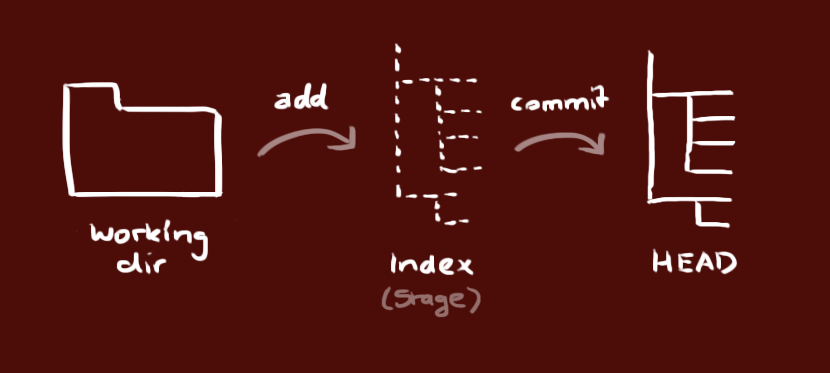 add
commit
working
dir
Index
(Stage)
HEAD